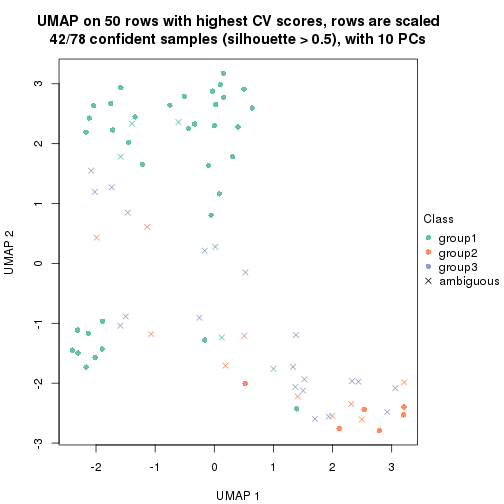 UMAP on 50 rows with highest CV scores, rows are scaled
42/78 confident samples (silhouette > 0.5), with 10 PCs
3
2
1
0
-1
-2
-3
UMAP 2
-2
-1
0
1
2
3
UMAP 1
Class
group1
group2
group3
ambiguous